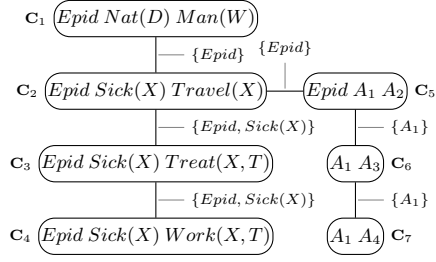 C₁ Epid Nat(D) Man(W)
{Epid} {Epid}
C₂ Epid Sick(X) Travel(X) Epid A₁ A₂ C₅
{Epid, Sick(X)} {A₁}
C₃ Epid Sick(X) Treat(X, T) A₁ A₃ C₆
{Epid, Sick(X)} {A₁}
C₄ Epid Sick(X) Work(X, T) A₁ A₄ C₇